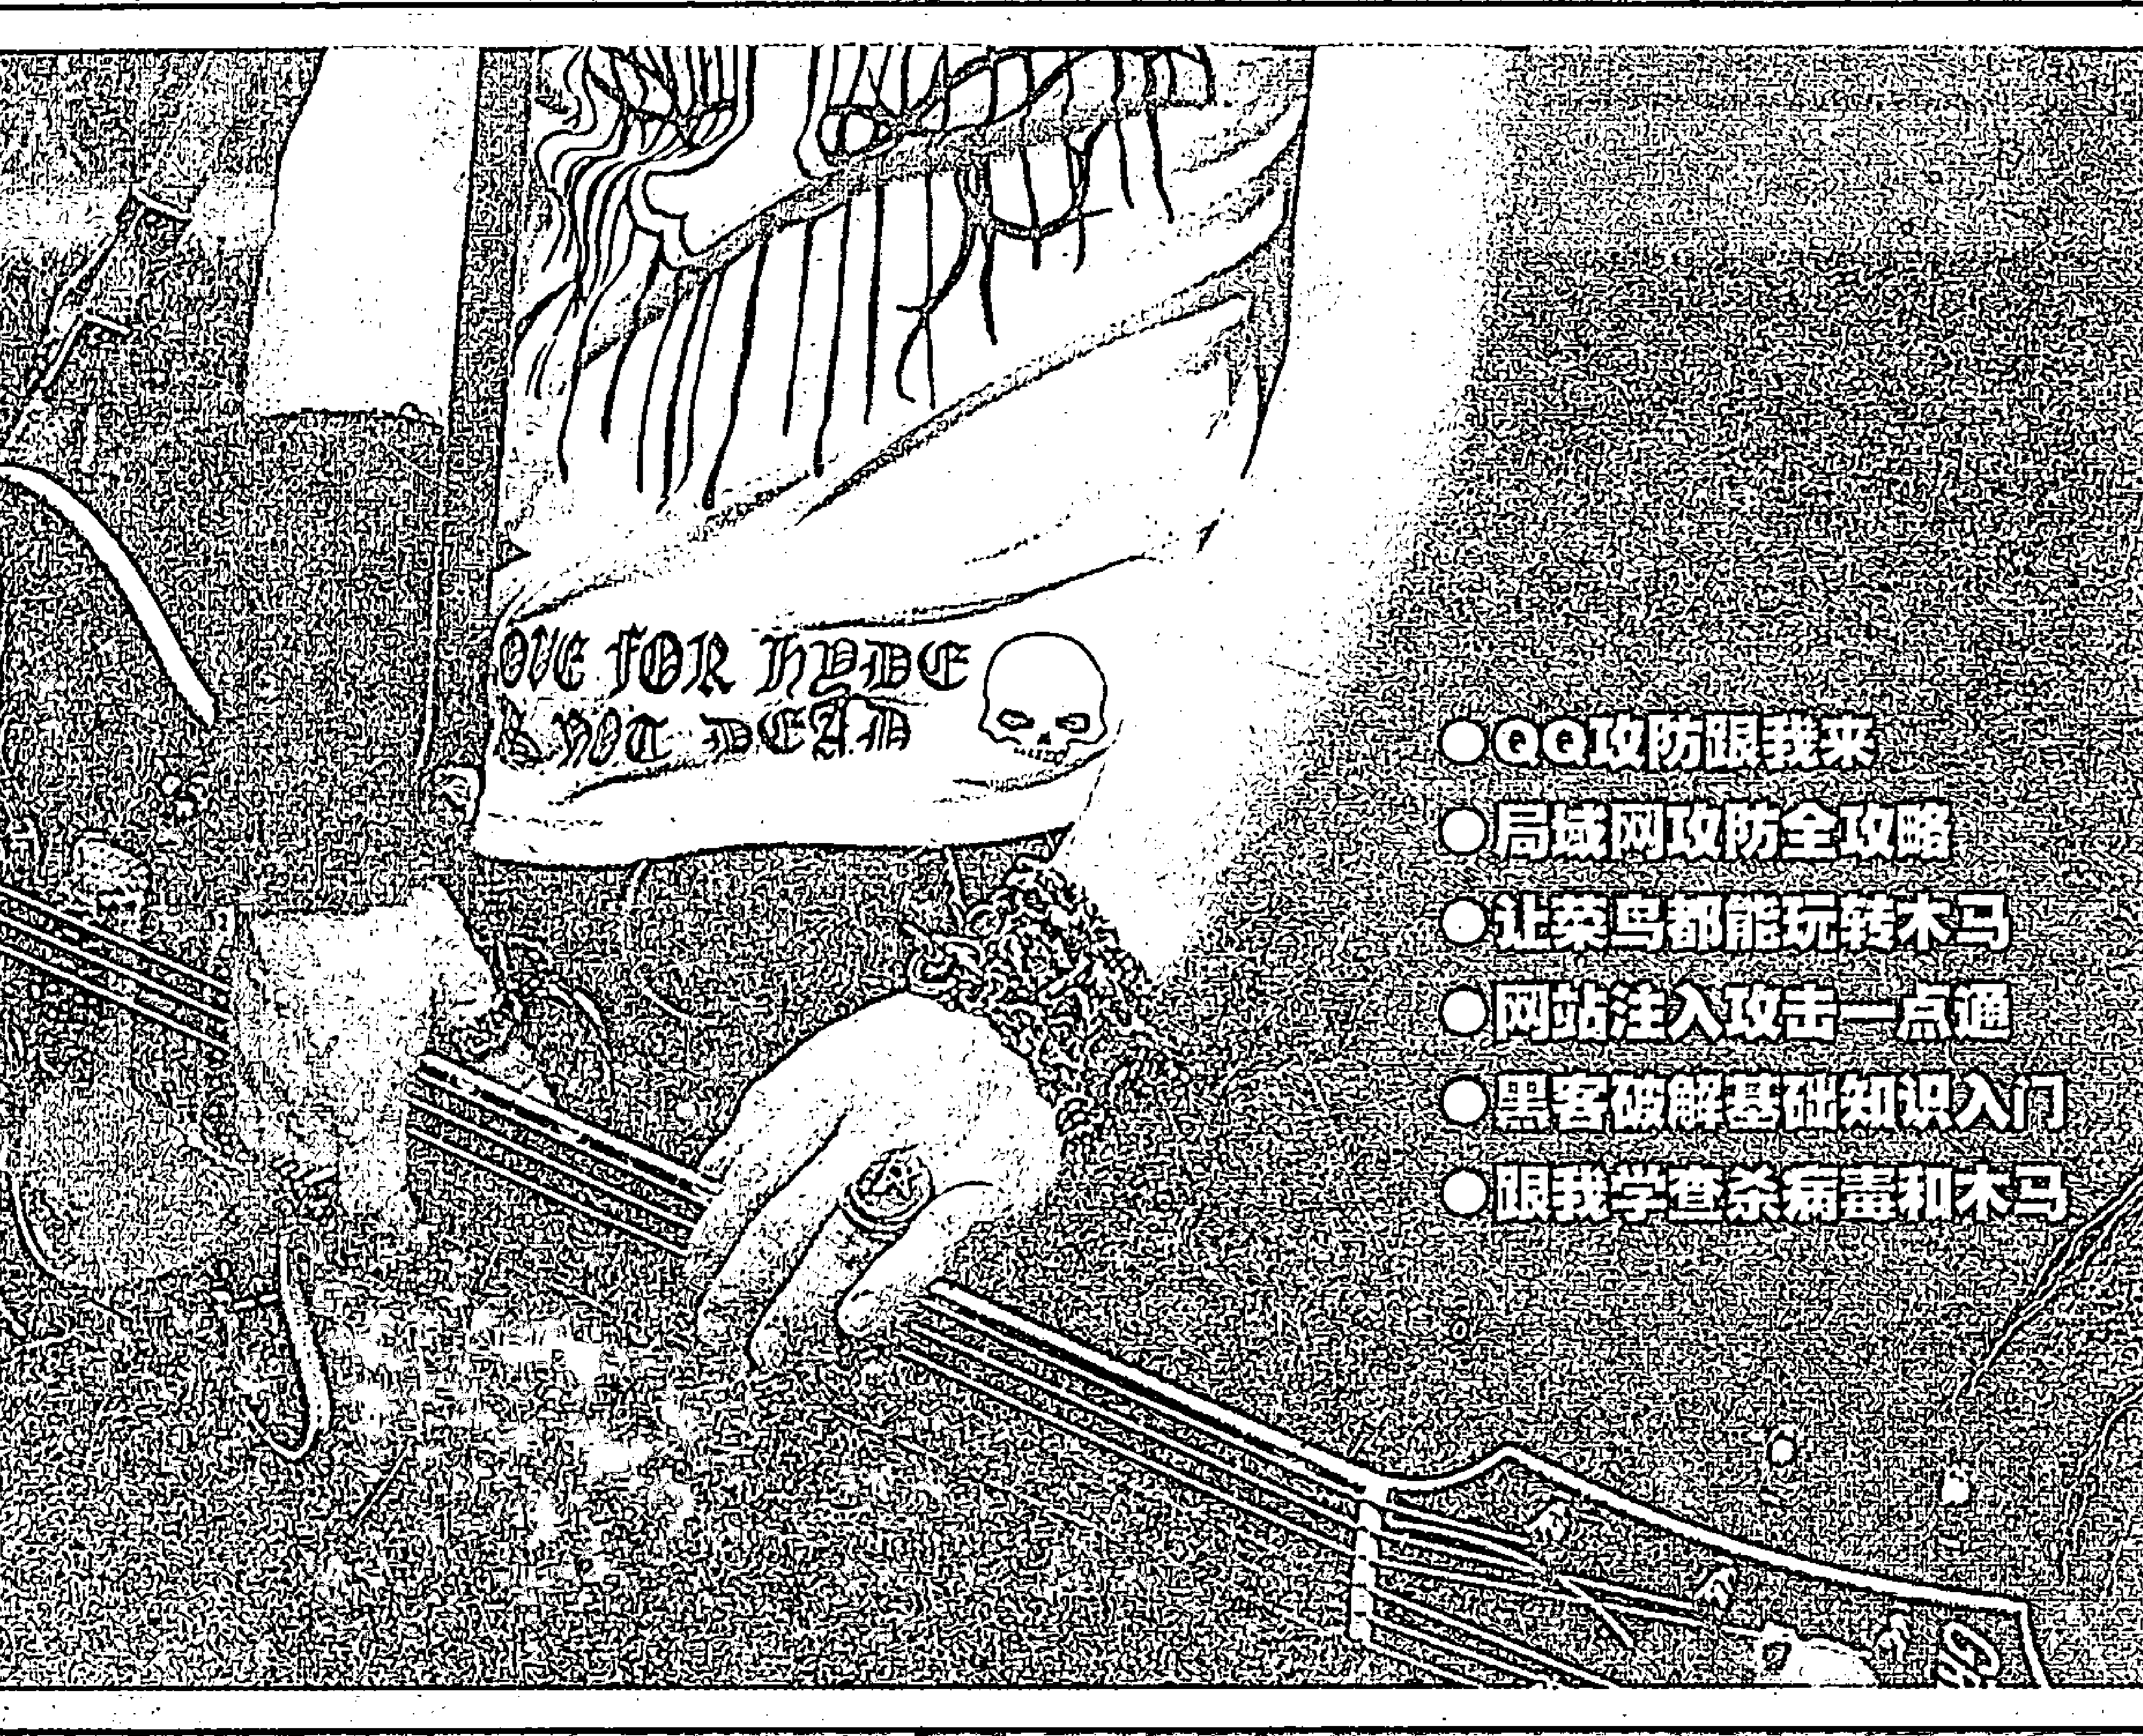 OVE FOR HYDE
NOT DEAD
●QQ攻防跟我来
●局域网攻防全攻略
●让菜鸟都能玩转木马
●网站注入攻击一点通
●黑客破解基础知识入门
●跟我学查杀病毒和木马